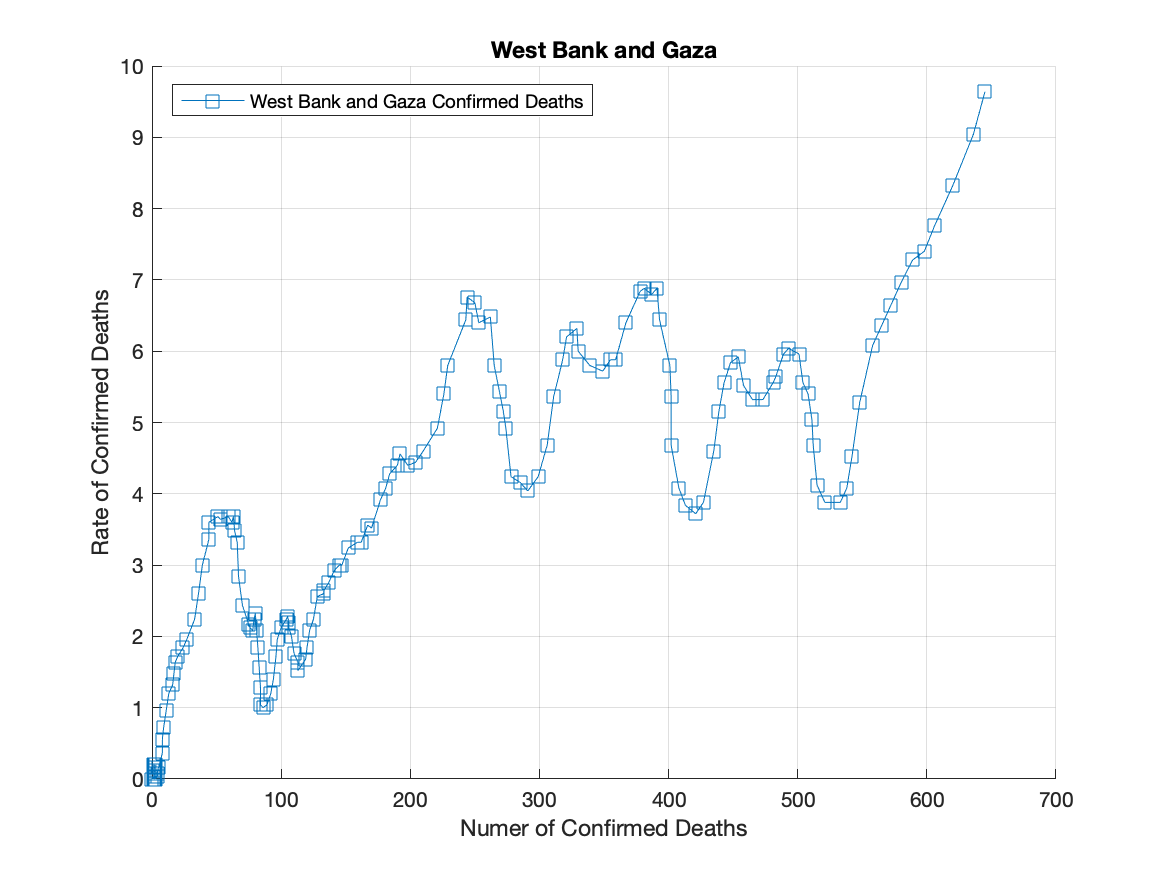 West Bank and Gaza
West Bank and Gaza Confirmed Deaths
10
9
8
7
6
5
4
3
2
1
0
Rate of Confirmed Deaths
0 100 200 300 400 500 600 700
Numer of Confirmed Deaths